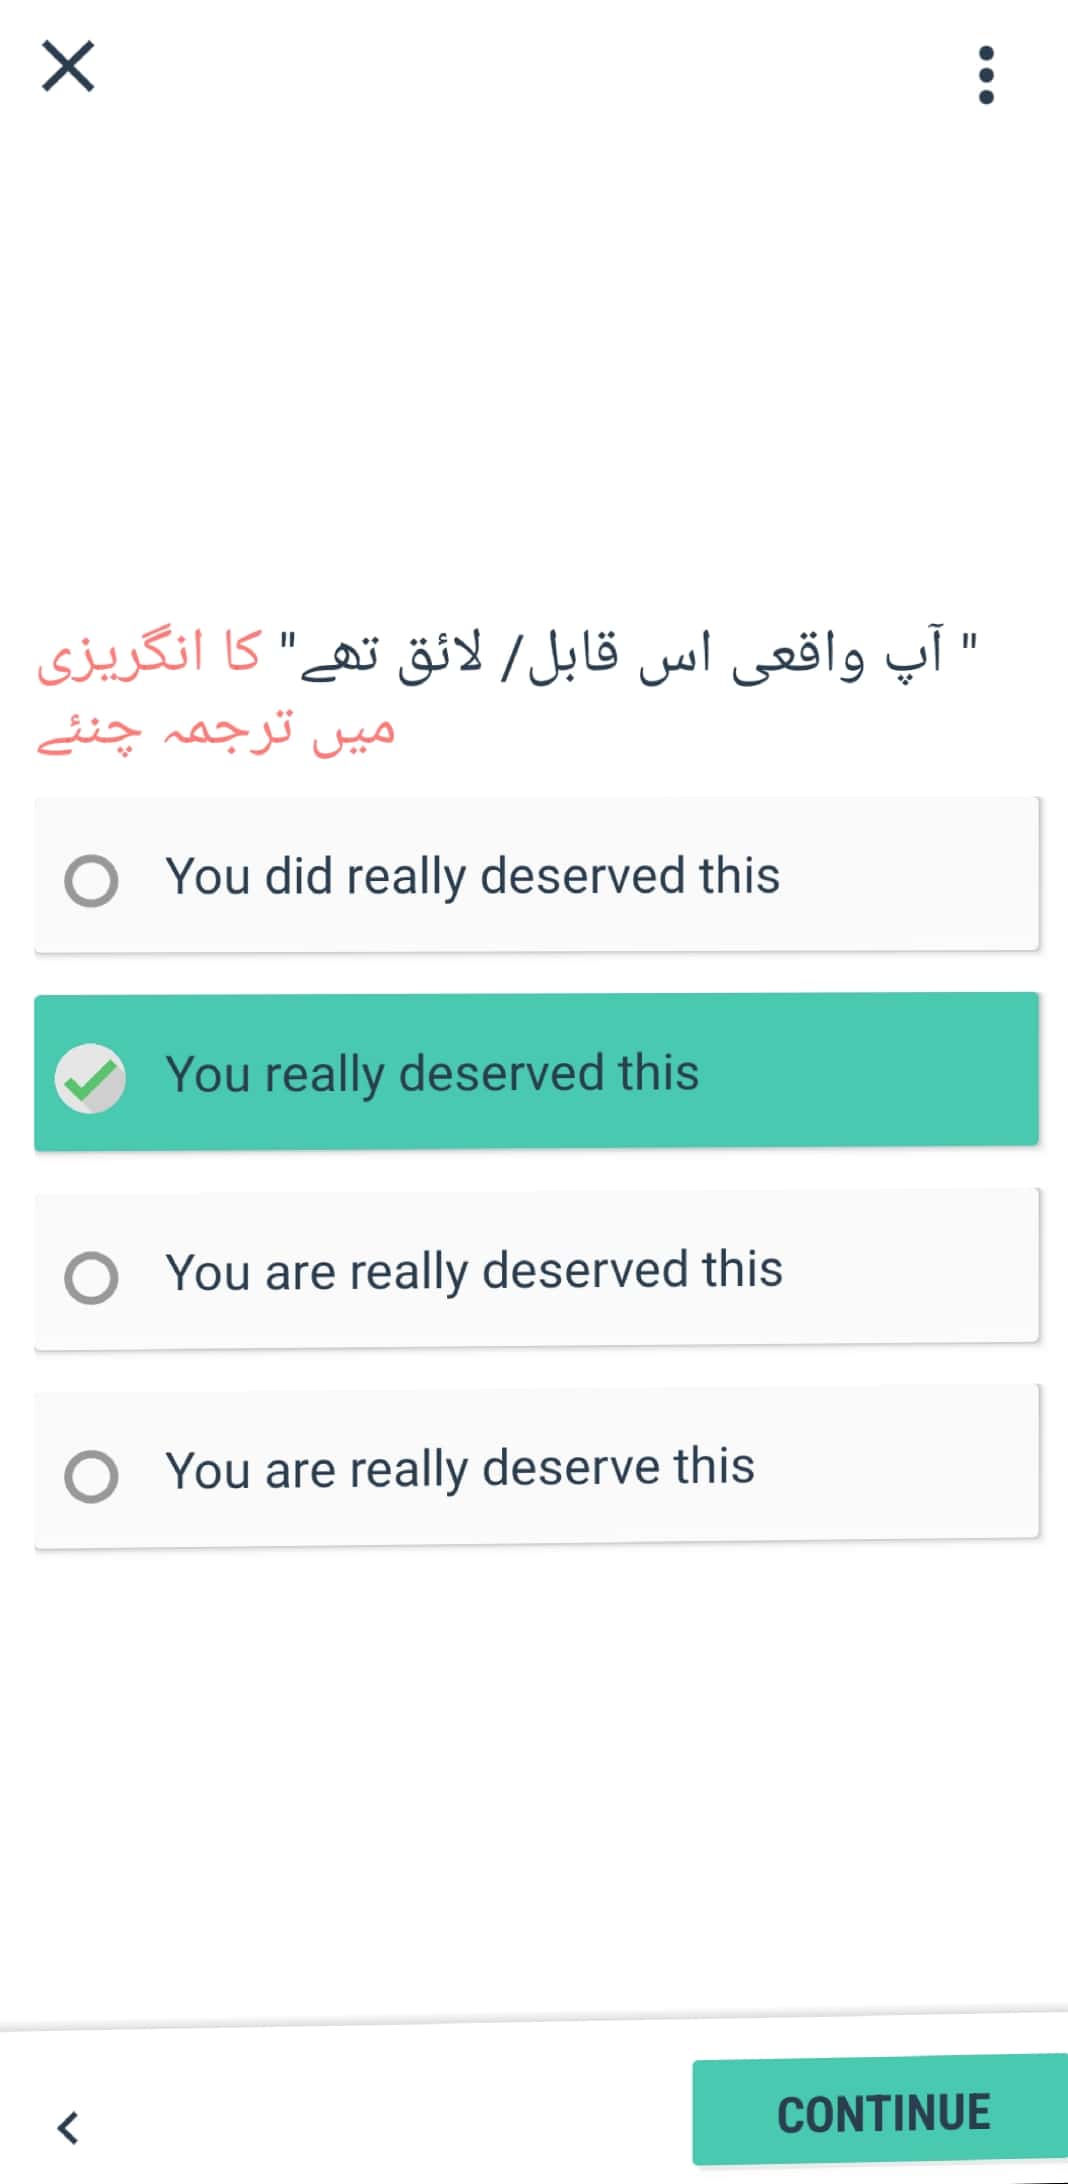 " آپ واقعی اس قابل/ لائق تھے" کا انگریزی
میں ترجمہ چنئے
You did really deserved this
You really deserved this
You are really deserved this
You are really deserve this
CONTINUE